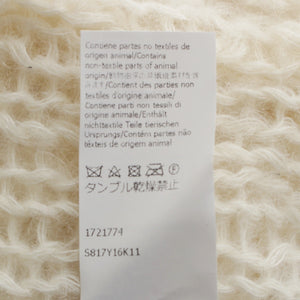 Contiene partes no textiles de
origen animal/Contains
non-textile parts of animal
origin/
/Contient des parties
textiles d'origine animale/
Contiene parti non tessili di
origine animale/Enthält
nichttextile Teile tierischen
Ursprungs/Contém partes não
têxteis de origem animal
タンブル乾燥禁止
1721774
S817Y16K11